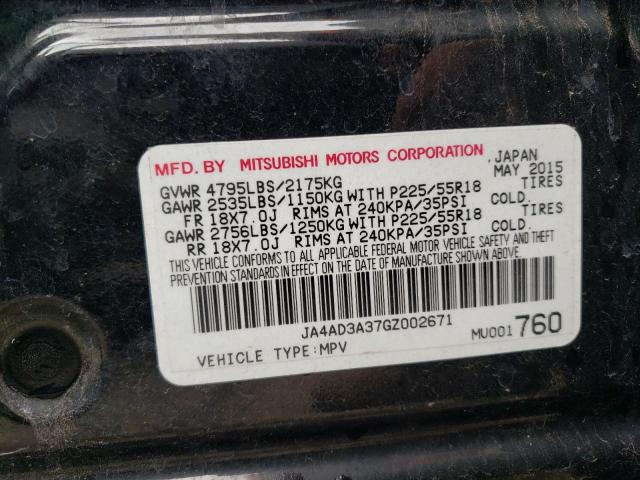 MFD. BY MITSUBISHI MOTORS CORPORATION JAPAN
GVWR 4795LBS/2175KG MAY 2015
GAWR 2535LBS/1150KG WITH P225/55R18 TIRES
FR 18X7.0J RIMS AT 240KPA/35PSI COLD.
GAWR 2756LBS/1250KG WITH P225/55R18 TIRES
RR 18X7.0J RIMS AT 240KPA/35PSI COLD.
THIS VEHICLE CONFORMS TO ALL APPLICABLE FEDERAL MOTOR VEHICLE SAFETY AND THEFT
PREVENTION STANDARDS IN EFFECT ON THE DATE OF MANUFACTURE SHOWN ABOVE.
JA4AD3A37GZ002671
VEHICLE TYPE:MPV MU001760